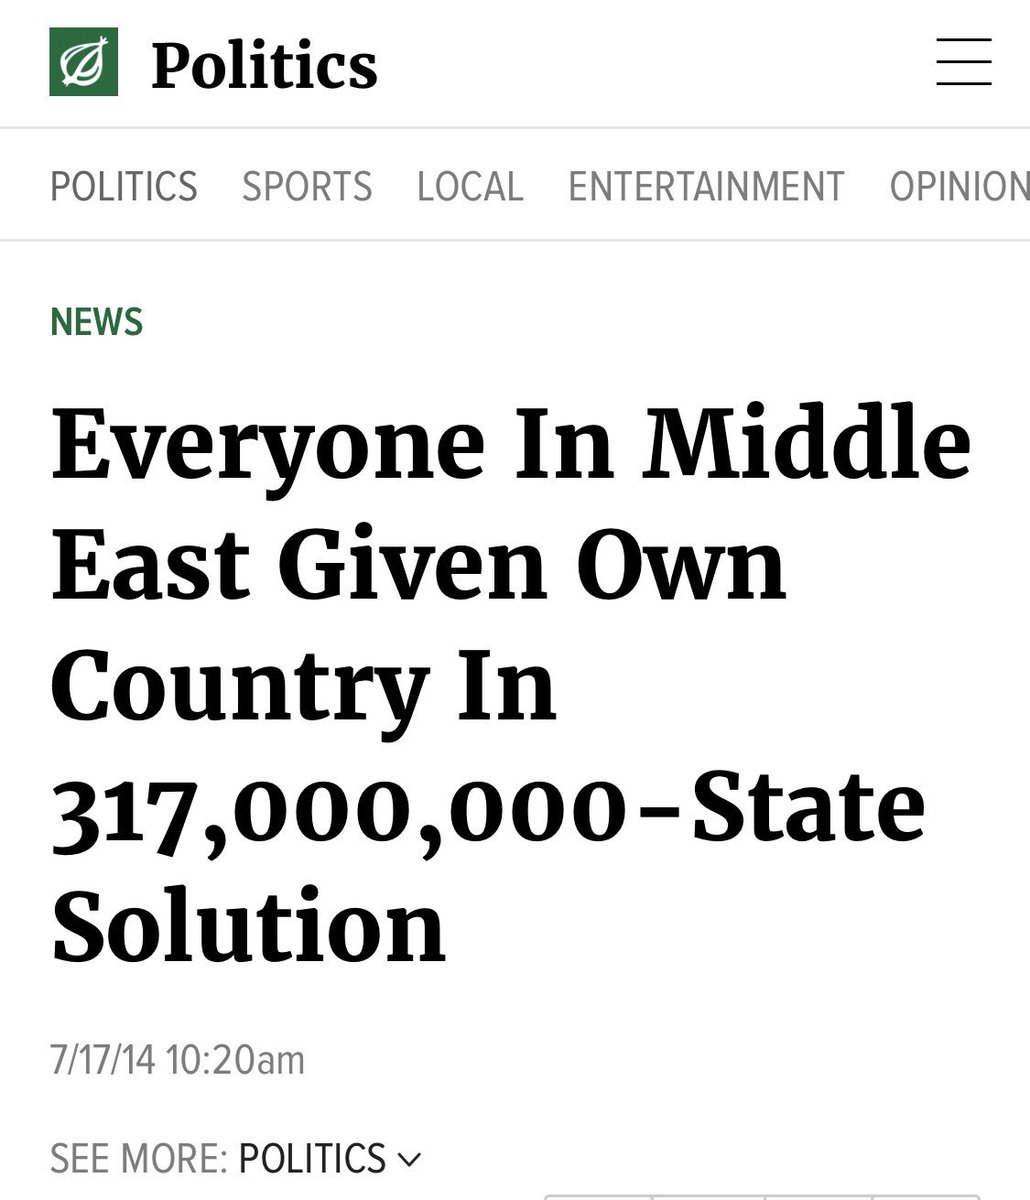 Politics
POLITICS SPORTS LOCAL ENTERTAINMENT OPINION
NEWS
Everyone In Middle
East Given Own
Country In
317,000,000-State
Solution
7/17/14 10:20am
SEE MORE: POLITICS